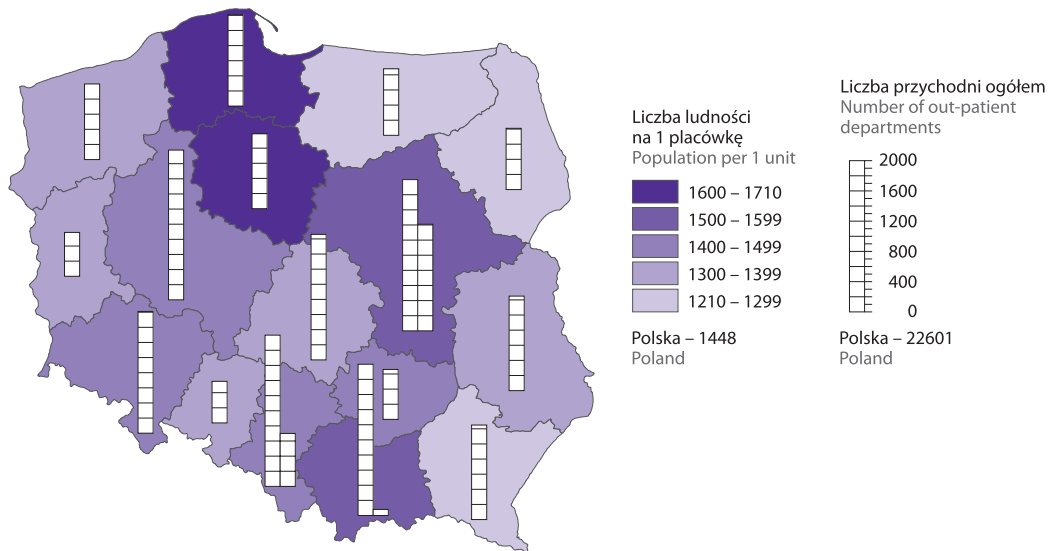 Liczba ludności
na 1 placówkę
Population per 1 unit
1600 – 1710
1500 – 1599
1400 – 1499
1300 – 1399
1210 – 1299
Polska – 1448
Poland
Liczba przychodni ogółem
Number of out-patient
departments
2000
1600
1200
800
400
0
Polska – 22601
Poland